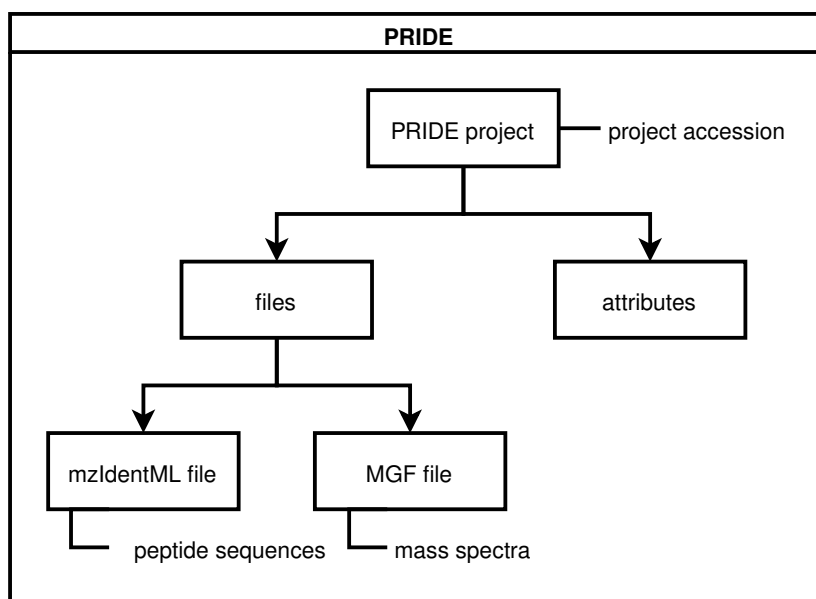 PRIDE
PRIDE project
project accession
files
attributes
mzIdentML file
MGF file
peptide sequences
mass spectra